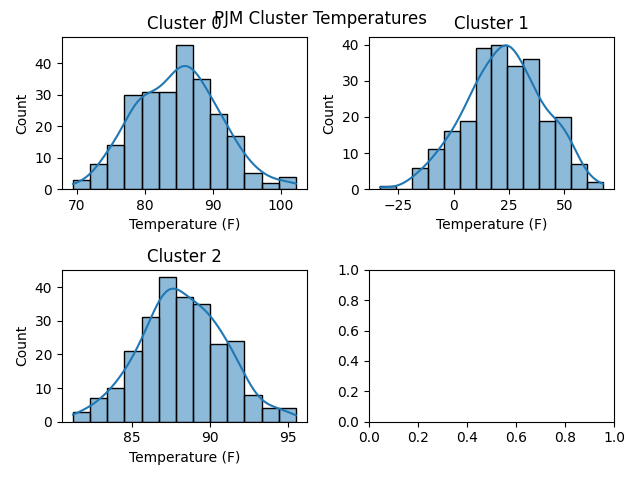 PJM Cluster Temperatures
Cluster 0
Count
40
30
20
10
0
70 80 90 100
Temperature (F)
Cluster 1
Count
40
30
20
10
0
−25 0 25 50
Temperature (F)
Cluster 2
Count
40
30
20
10
0
85 90 95
Temperature (F)
1.0
0.8
0.6
0.4
0.2
0.0
0.0 0.2 0.4 0.6 0.8 1.0